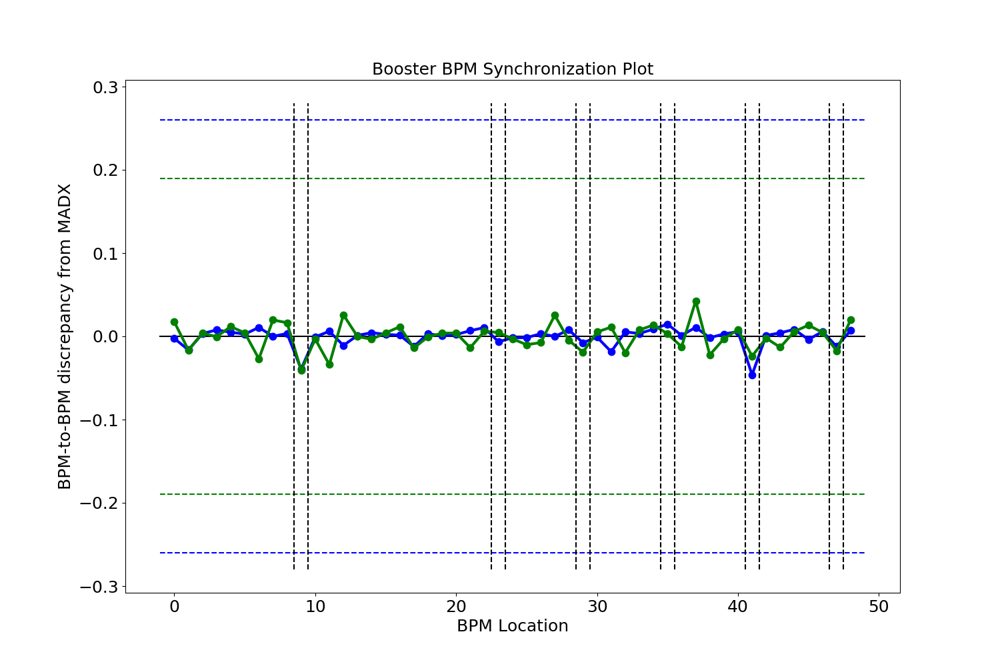 Booster BPM Synchronization Plot
BPM-to-BPM discrepancy from MADX
0.3
0.2
0.1
0.0
−0.1
−0.2
−0.3
0 10 20 30 40 50
BPM Location